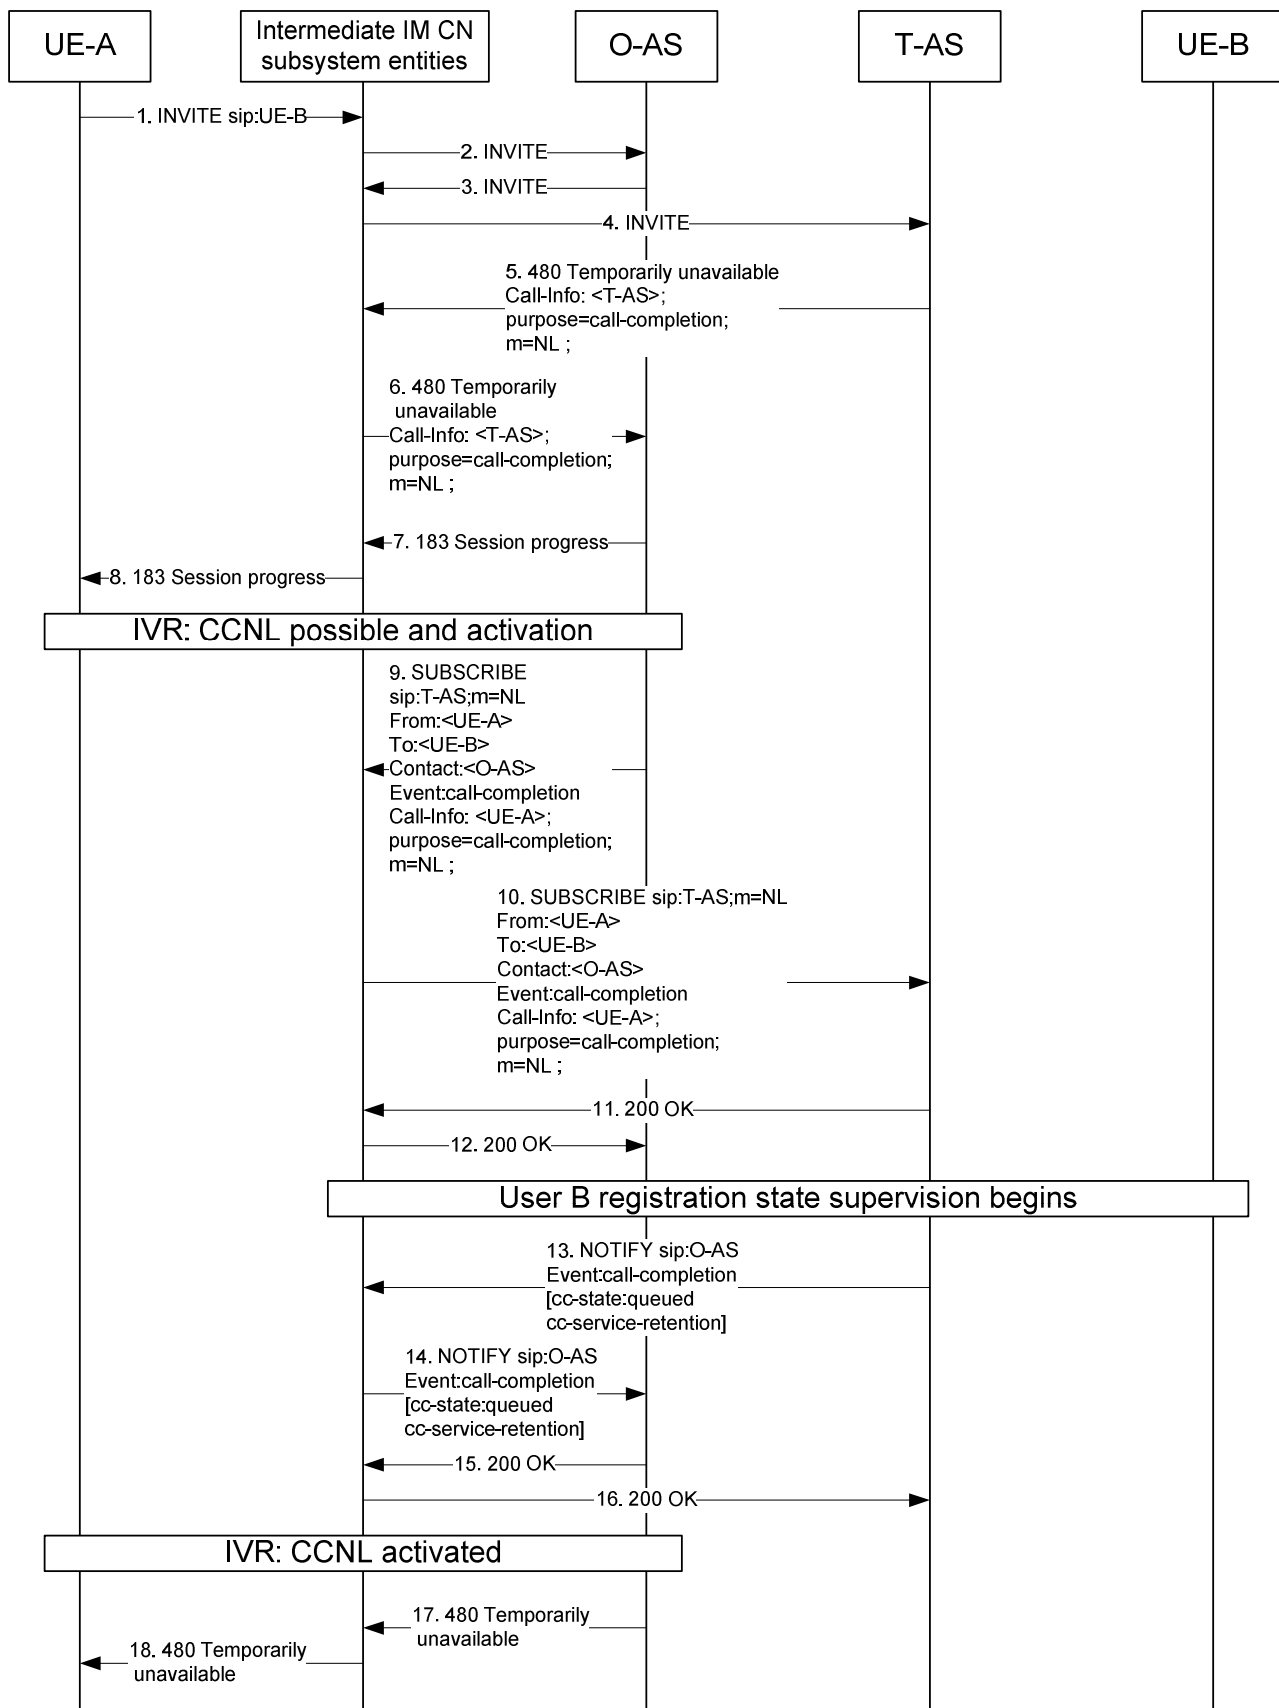 UE-A
Intermediate IM CN
subsystem entities
O-AS
T-AS
UE-B
1. INVITE sip:UE-B
2. INVITE
3. INVITE
4. INVITE
5. 480 Temporarily unavailable
Call-Info: <T-AS>;
purpose=call-completion;
m=NL ;
6. 480 Temporarily
unavailable
Call-Info: <T-AS>;
purpose=call-completion;
m=NL ;
7. 183 Session progress
8. 183 Session progress
IVR: CCNL possible and activation
9. SUBSCRIBE
sip:T-AS;m=NL
From:<UE-A>
To:<UE-B>
Contact:<O-AS>
Event:call-completion
Call-Info: <UE-A>;
purpose=call-completion;
m=NL ;
10. SUBSCRIBE sip:T-AS;m=NL
From:<UE-A>
To:<UE-B>
Contact:<O-AS>
Event:call-completion
Call-Info: <UE-A>;
purpose=call-completion;
m=NL ;
11. 200 OK
12. 200 OK
User B registration state supervision begins
13. NOTIFY sip:O-AS
Event:call-completion
[cc-state:queued
cc-service-retention]
14. NOTIFY sip:O-AS
Event:call-completion
[cc-state:queued
cc-service-retention]
15. 200 OK
16. 200 OK
IVR: CCNL activated
17. 480 Temporarily
unavailable
18. 480 Temporarily
unavailable